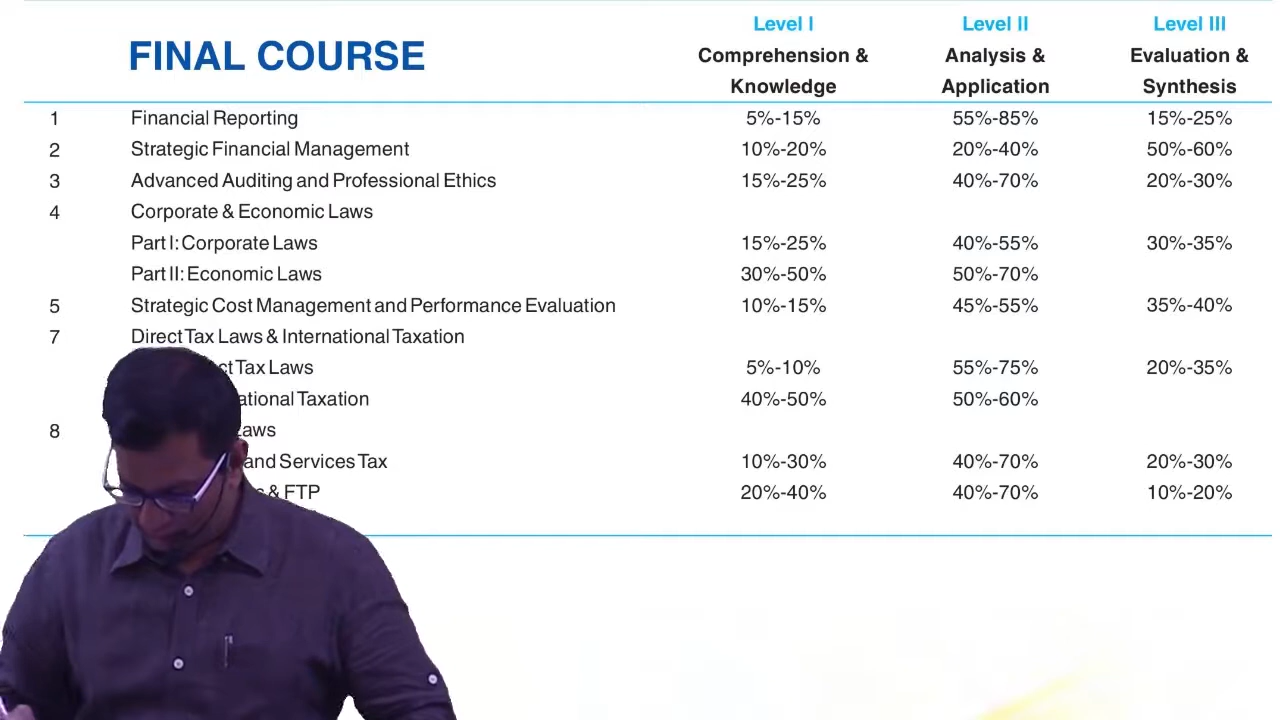 Level I Level II Level III
FINAL COURSE Comprehension & Analysis & Evaluation &
Knowledge Application Synthesis
1 Financial Reporting 5%-15% 55%-85% 15%-25%
2 Strategic Financial Management 10%-20% 20%-40% 50%-60%
3 Advanced Auditing and Professional Ethics 15%-25% 40%-70% 20%-30%
4 Corporate & Economic Laws
Part I: Corporate Laws 15%-25% 40%-55% 30%-35%
Part II: Economic Laws 30%-50% 50%-70%
5 Strategic Cost Management and Performance Evaluation 10%-15% 45%-55% 35%-40%
7 Direct Tax Laws & International Taxation
Tax Laws 5%-10% 55%-75% 20%-35%
Taxation 40%-50% 50%-60%
8 Laws
and Services Tax 10%-30% 40%-70% 20%-30%
& FTP 20%-40% 40%-70% 10%-20%